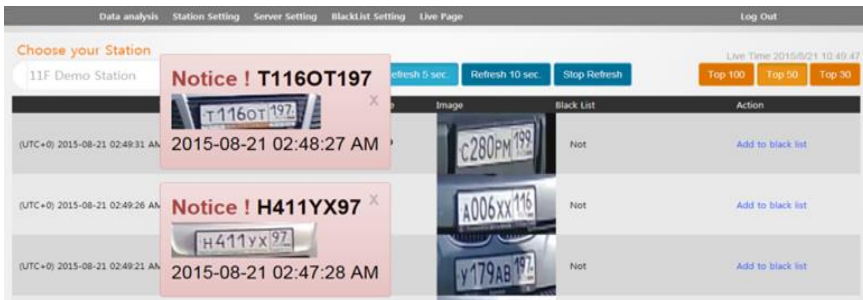 Data analysis Station Setting Server Setting BlackList Setting Live Page Log Out
Choose your Station
Live Time 2015/8/21 10:49:47
11F Demo Station
Refresh 5 sec. Refresh 10 sec. Stop Refresh Top 100 Top 50 Top 30
Image Black List Action
Notice ! T116OT197
X
T116OT 197
2015-08-21 02:48:27 AM
(UTC+0) 2015-08-21 02:49:31 AM
C280PM 199
Not Add to black list
Notice ! H411YX97
X
H411YX 97
2015-08-21 02:47:28 AM
(UTC+0) 2015-08-21 02:49:26 AM
A006XX 116
Not Add to black list
(UTC+0) 2015-08-21 02:49:21 AM
У179AB 197
Not Add to black list